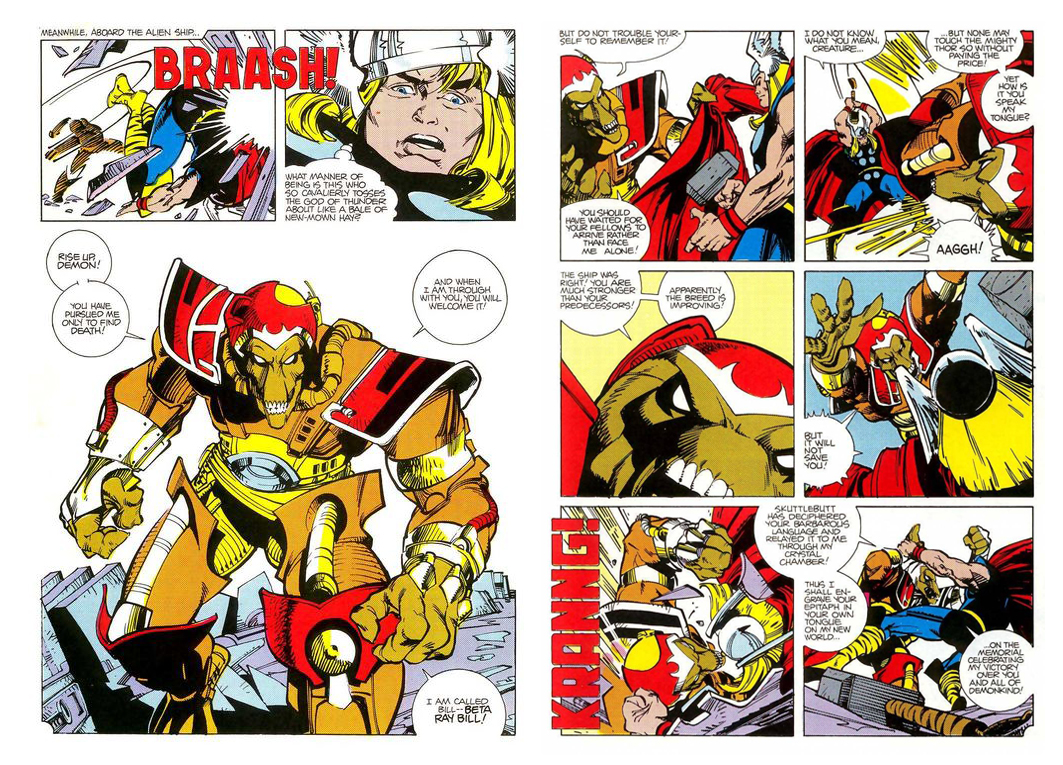 MEANWHILE, ABOARD THE ALIEN SHIP...
BRAASH!
WHAT MANNER OF
BEING IS THIS WHO
SO CAVALIERLY TOSSES
THE GOD OF THUNDER
ABOUT LIKE A BALE OF
NEW-MOWN HAY?
RISE UP,
DEMON!
YOU HAVE
PURSUED ME
ONLY TO FIND
DEATH!
AND WHEN
I AM THROUGH
WITH YOU, YOU WILL
WELCOME IT!
I AM CALLED
BILL--BETA
RAY BILL!
BUT DO NOT TROUBLE YOUR-
SELF TO REMEMBER IT!
YOU SHOULD
HAVE WAITED FOR
YOUR FELLOWS TO
ARRIVE RATHER
THAN FACE
ME ALONE!
I DO NOT KNOW
WHAT YOU MEAN,
CREATURE...
...BUT NONE MAY
TOUCH THE MIGHTY
THOR SO WITHOUT
PAYING THE
PRICE!
YET
HOW IS
IT YOU
SPEAK
MY
TONGUE?
AAGGH!
THE SHIP WAS
RIGHT! YOU ARE
MUCH STRONGER
THAN YOUR
PREDECESSORS!
APPARENTLY,
THE BREED IS
IMPROVING!
BUT
IT WILL
NOT
SAVE
YOU!
KRANNG!
SKUTTLEBUTT
HAS DECIPHERED
YOUR BARBAROUS
LANGUAGE AND
RELAYED IT TO ME
THROUGH MY
CRYSTAL
CHAMBER!
THUS I
SHALL EN-
GRAVE YOUR
EPITAPH IN
YOUR OWN
TONGUE
ON MY NEW
WORLD...
...ON THE
MEMORIAL
CELEBRATING
MY VICTORY
OVER YOU
AND ALL OF
DEMONKIND!